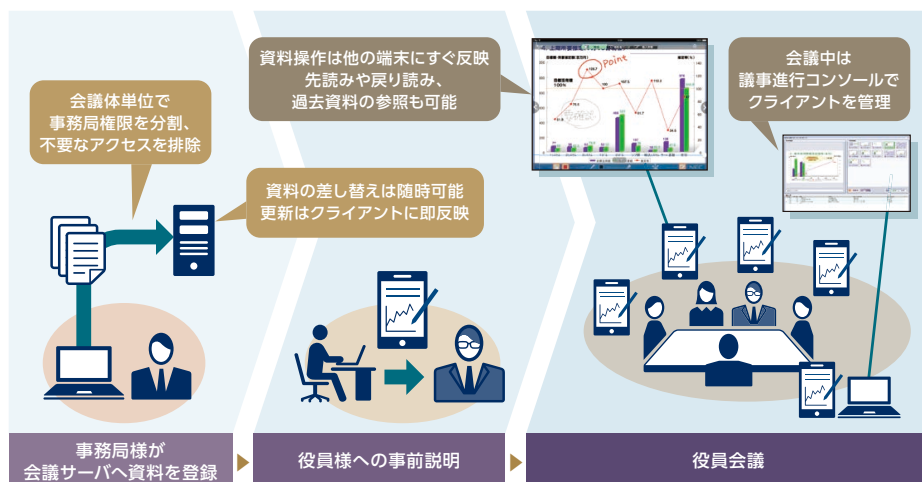 会議体単位で
事務局権限を分割、
不要なアクセスを排除
資料の差し替えは随時可能
更新はクライアントに即反映
資料操作は他の端末にすぐ反映
先読みや戻り読み、
過去資料の参照も可能
Point
100%
会議中は
議事進行コンソールで
クライアントを管理
事務局様が
会議サーバへ資料を登録
役員様への事前説明
役員会議